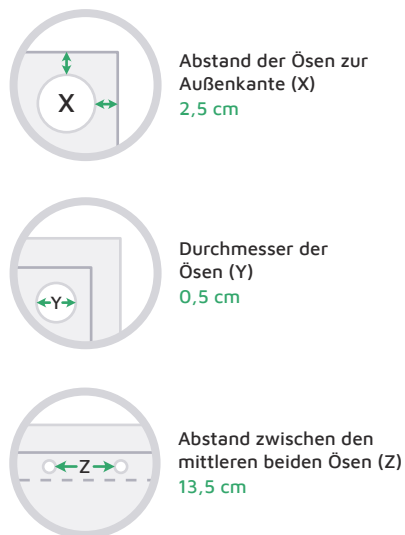 X
Abstand der Ösen zur
Außenkante (X)
2,5 cm
Y
Durchmesser der
Ösen (Y)
0,5 cm
Z
Abstand zwischen den
mittleren beiden Ösen (Z)
13,5 cm